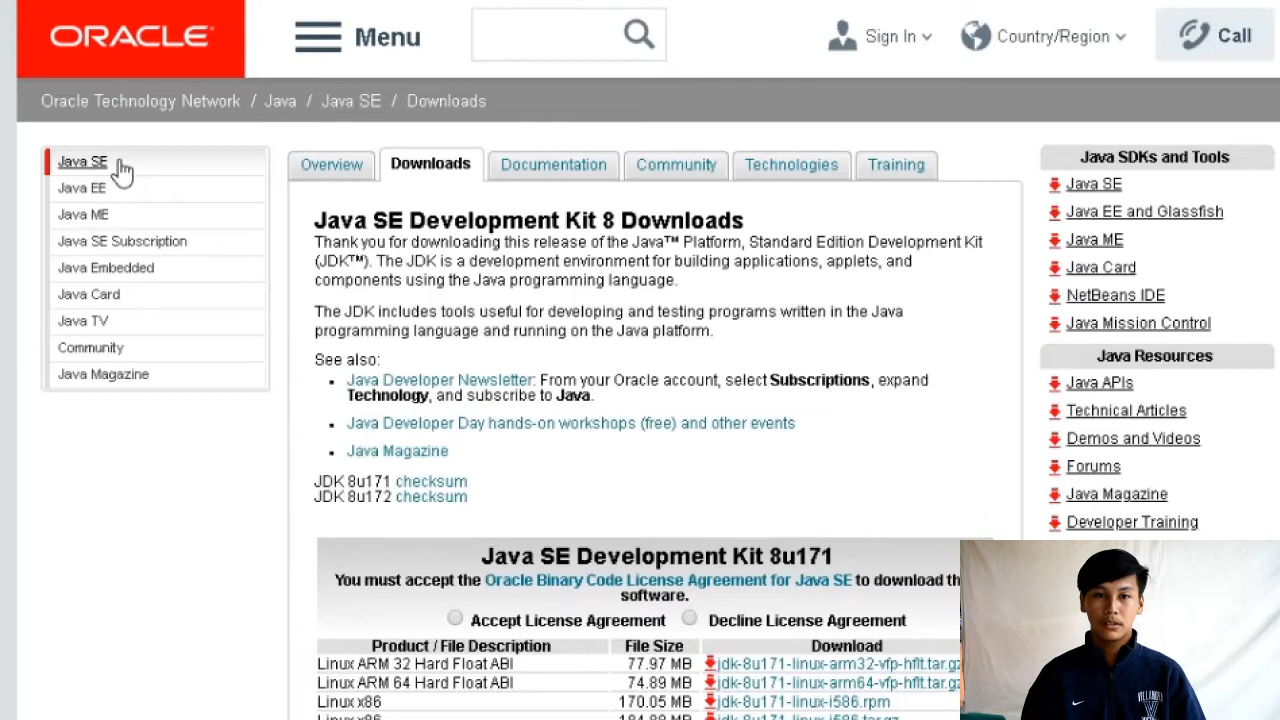 ORACLE
Menu
Sign In
Country/Region
Call
Oracle Technology Network / Java / Java SE / Downloads
Java SE
Java EE
Java ME
Java SE Subscription
Java Embedded
Java Card
Java TV
Community
Java Magazine
Overview
Downloads
Documentation
Community
Technologies
Training
Java SE Development Kit 8 Downloads
Thank you for downloading this release of the Java™ Platform, Standard Edition Development Kit
(JDK™). The JDK is a development environment for building applications, applets, and
components using the Java programming language.
The JDK includes tools useful for developing and testing programs written in the Java
programming language and running on the Java platform.
See also:
Java Developer Newsletter: From your Oracle account, select Subscriptions, expand
Technology, and subscribe to Java.
Java Developer Day hands-on workshops (free) and other events
Java Magazine
JDK 8u171 checksum
JDK 8u172 checksum
Java SE Development Kit 8u171
You must accept the Oracle Binary Code License Agreement for Java SE to download th
software.
Accept License Agreement
Decline License Agreement
Product / File Description File Size Download
Linux ARM 32 Hard Float ABI 77.97 MB jdk-8u171-linux-arm32-vfp-hflt.tar.gz
Linux ARM 64 Hard Float ABI 74.89 MB jdk-8u171-linux-arm64-vfp-hflt.tar.gz
Linux x86 170.05 MB jdk-8u171-linux-i586.rpm
Linux x86 184.88 MB jdk-8u171-linux-i586.tar.gz
Java SDKs and Tools
Java SE
Java EE and Glassfish
Java ME
Java Card
NetBeans IDE
Java Mission Control
Java Resources
Java APIs
Technical Articles
Demos and Videos
Forums
Java Magazine
Developer Training
VILLANOVA